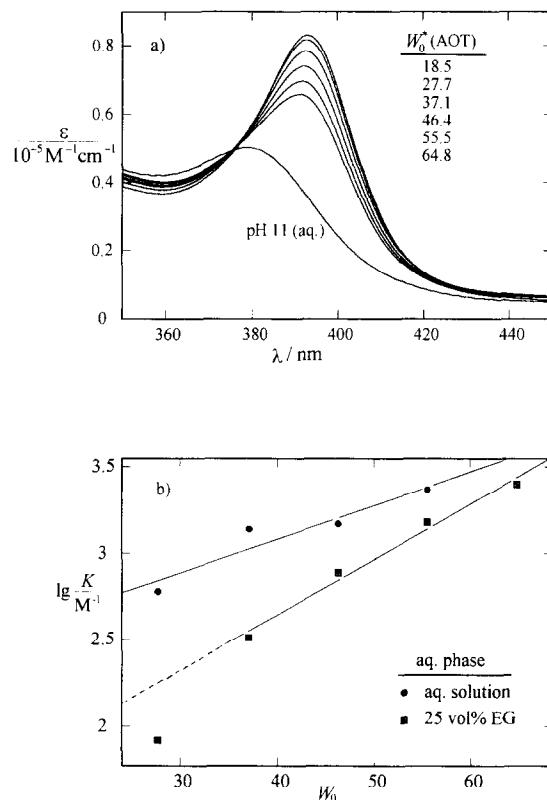 a)
W₀* (AOT)
18.5
27.7
37.1
46.4
55.5
64.8
0.8
0.6
ε
10⁻⁵M⁻¹cm⁻¹
0.4
0.2
0
pH 11 (aq.)
360 380 400 420 440
λ / nm
b)
3.5
3
lg K
M⁻¹
2.5
2
aq. phase
● aq. solution
■ 25 vol% EG
30 40 50 60
W₀